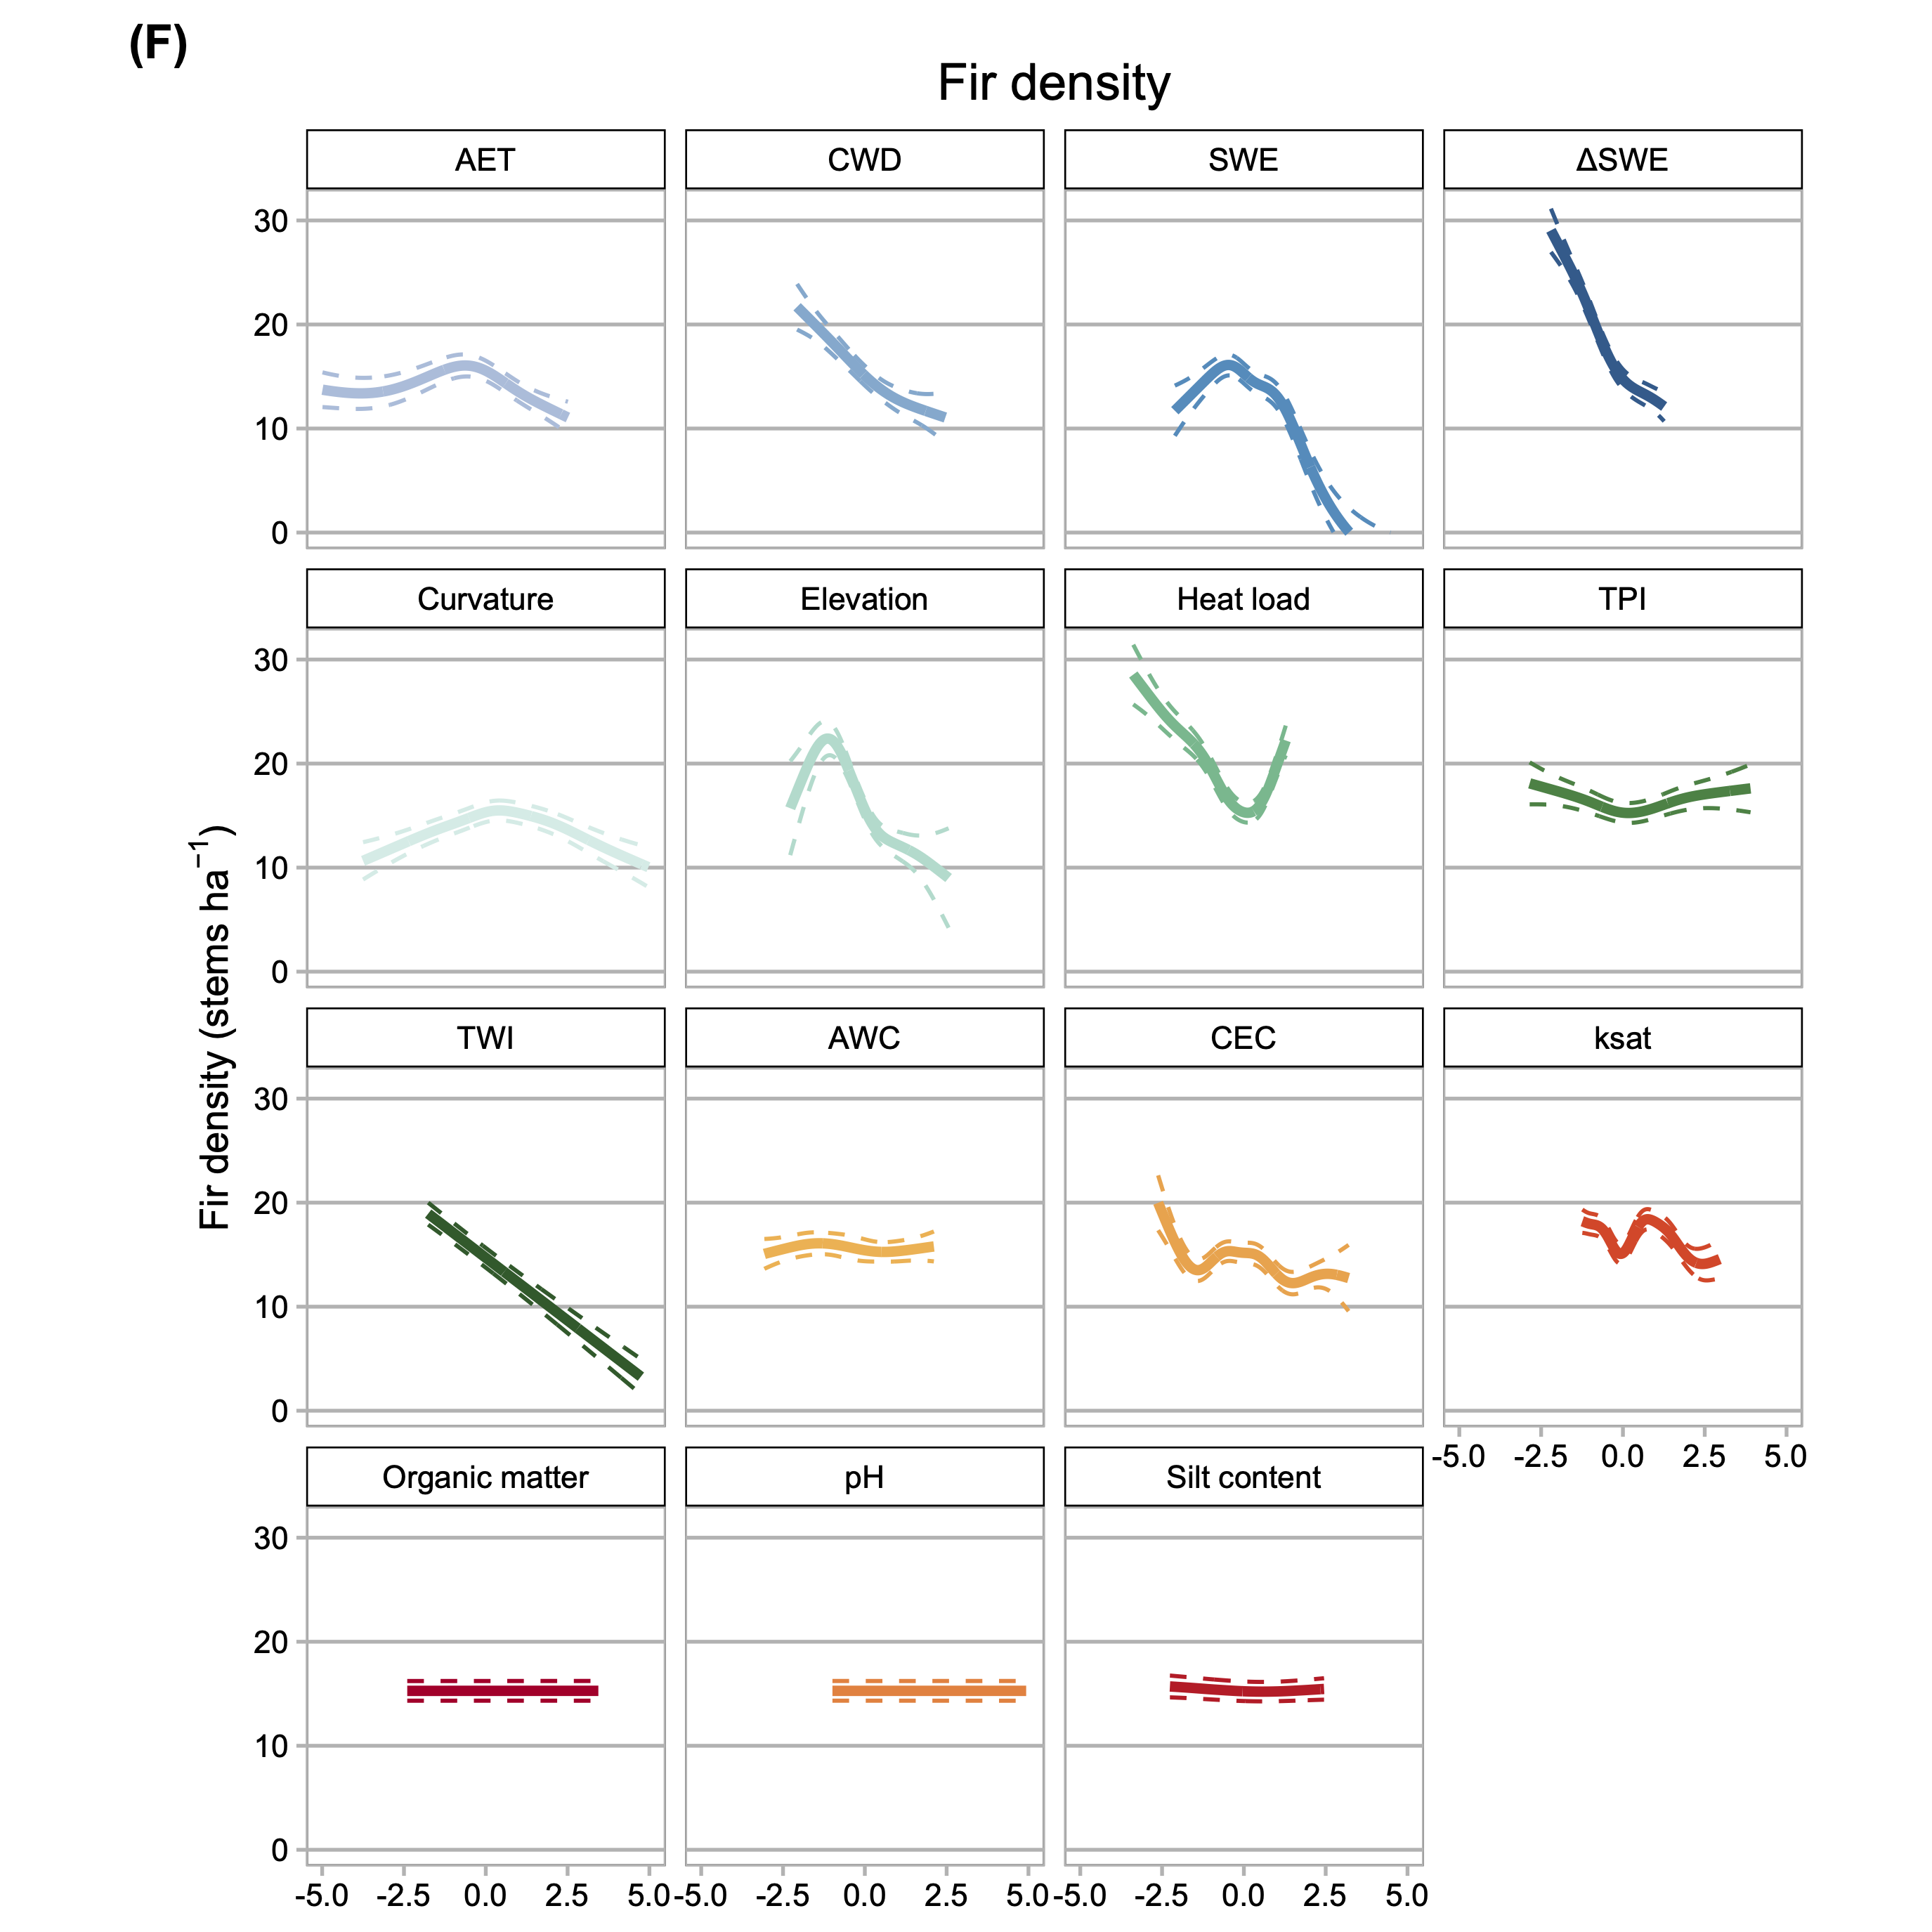 (F)
Fir density
AET CWD SWE ΔSWE
30
20
10
0
Curvature Elevation Heat load TPI
30
20
10
0
Fir density (stems ha⁻¹)
TWI AWC CEC ksat
30
20
10
0
-5.0 -2.5 0.0 2.5 5.0
Organic matter pH Silt content
30
20
10
0
-5.0 -2.5 0.0 2.5 5.0 -5.0 -2.5 0.0 2.5 5.0 -5.0 -2.5 0.0 2.5 5.0